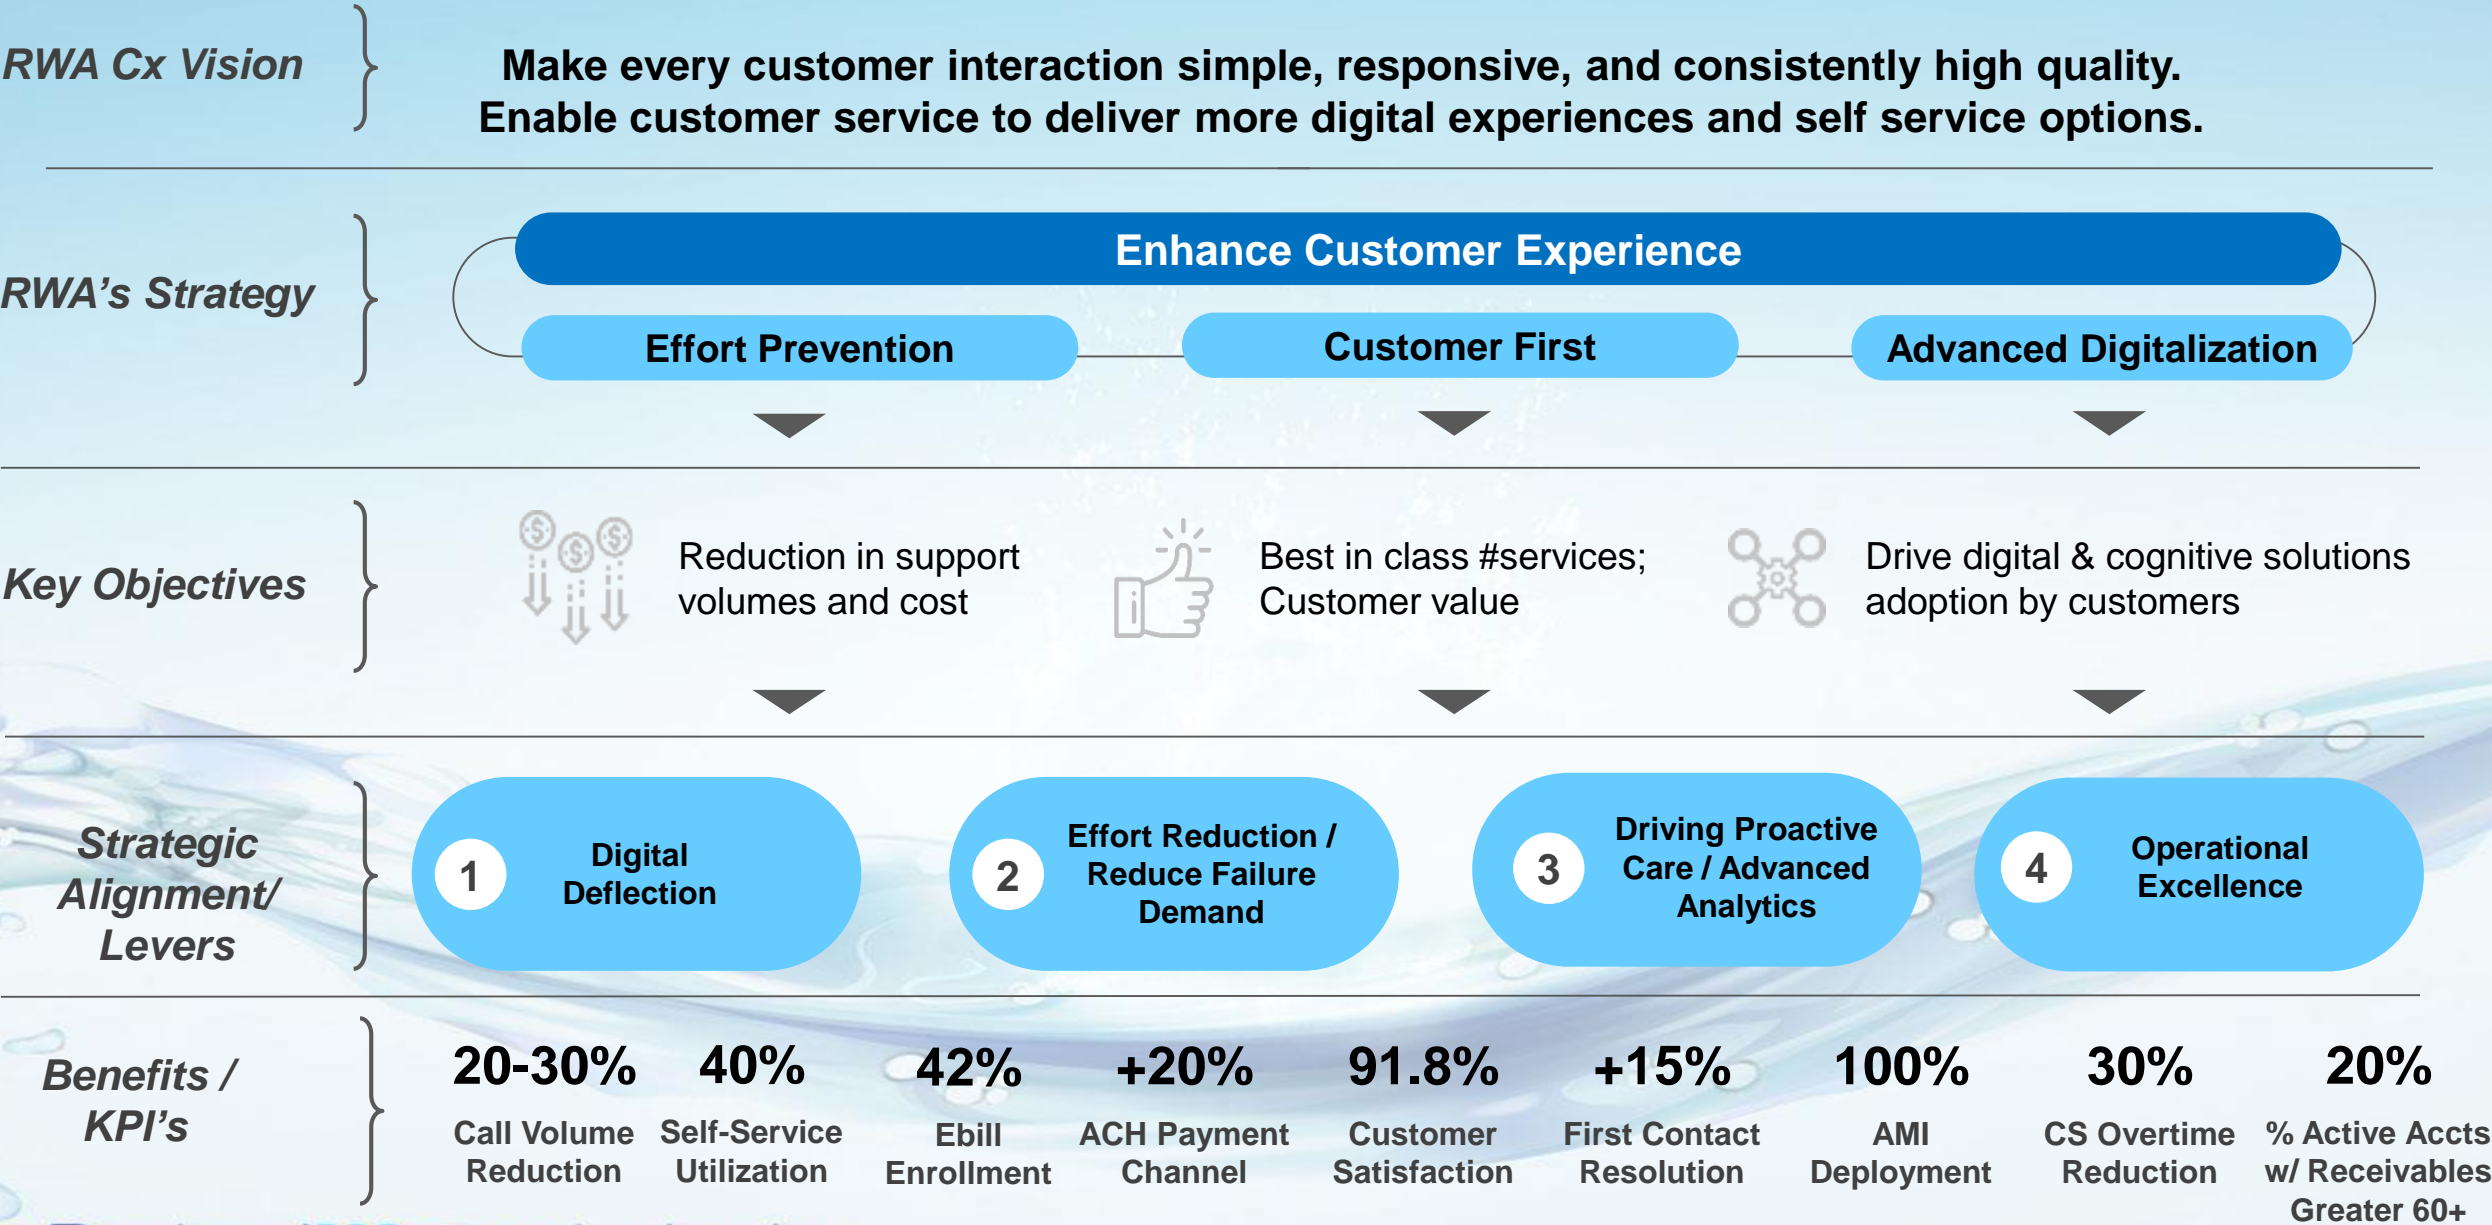 RWA Cx Vision
Make every customer interaction simple, responsive, and consistently high quality.
Enable customer service to deliver more digital experiences and self service options.
RWA's Strategy
Enhance Customer Experience
Effort Prevention
Customer First
Advanced Digitalization
Key Objectives
Reduction in support
volumes and cost
Best in class #services;
Customer value
Drive digital & cognitive solutions
adoption by customers
Strategic
Alignment/
Levers
1
Digital
Deflection
2
Effort Reduction /
Reduce Failure
Demand
3
Driving Proactive
Care / Advanced
Analytics
4
Operational
Excellence
Benefits /
KPI's
20-30%
Call Volume
Reduction
40%
Self-Service
Utilization
42%
Ebill
Enrollment
+20%
ACH Payment
Channel
91.8%
Customer
Satisfaction
+15%
First Contact
Resolution
100%
AMI
Deployment
30%
CS Overtime
Reduction
20%
% Active Accts
w/ Receivables
Greater 60+